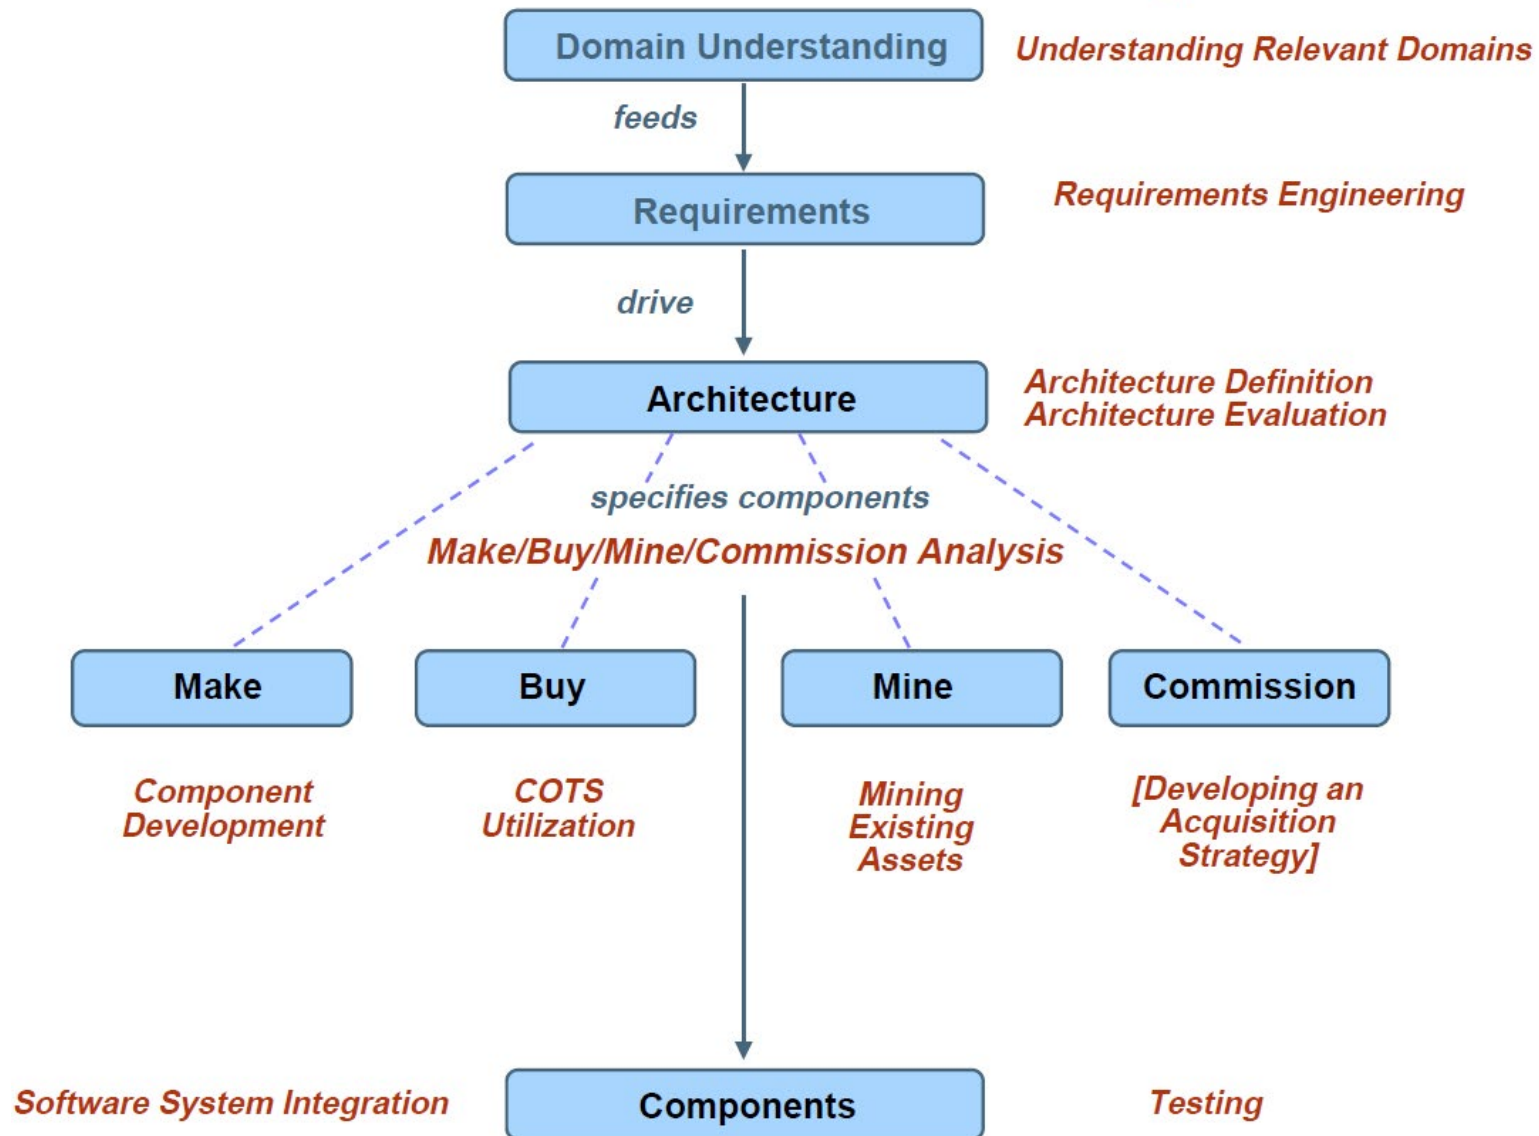 Domain Understanding
Understanding Relevant Domains
feeds
Requirements
Requirements Engineering
drive
Architecture
Architecture Definition
Architecture Evaluation
specifies components
Make/Buy/Mine/Commission Analysis
Make
Buy
Mine
Commission
Component
Development
COTS
Utilization
Mining
Existing
Assets
[Developing an
Acquisition
Strategy]
Software System Integration
Components
Testing